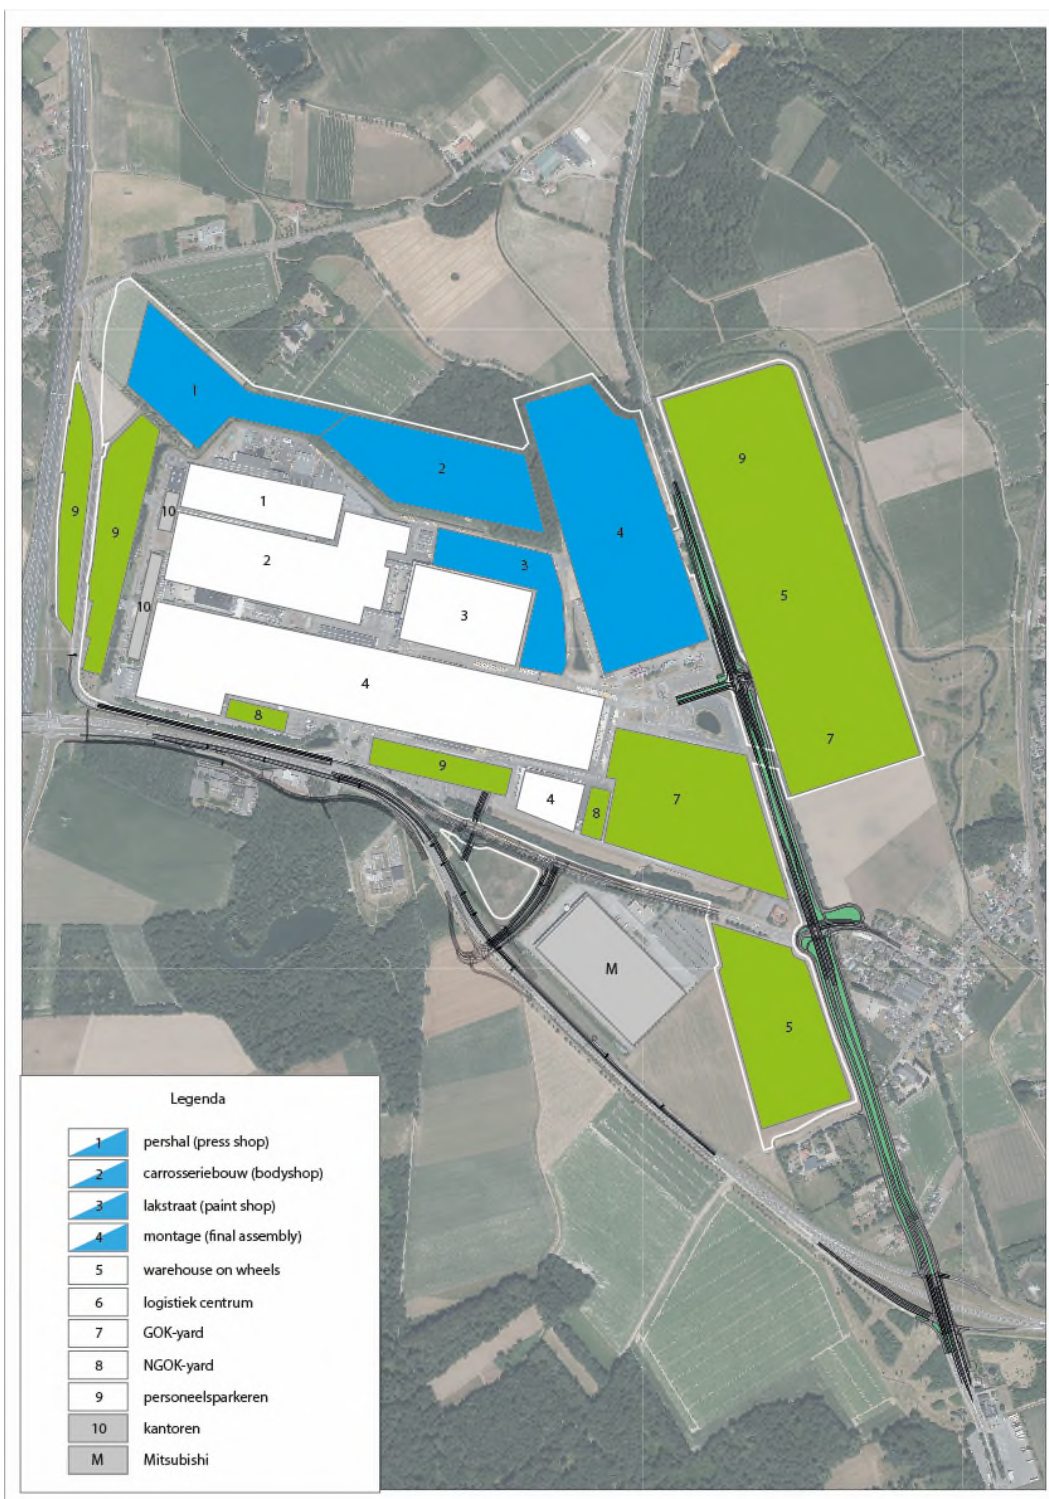 1
2
9
4
9
3
9
10
1
2
5
10
3
4
8
9
7
4
8
7
M
5
Legenda
1 pershal (press shop)
2 carrosseriebouw (bodyshop)
3 lakstraat (paint shop)
4 montage (final assembly)
5 warehouse on wheels
6 logistiek centrum
7 GOK-yard
8 NGOK-yard
9 personeelsparkeren
10 kantoren
M Mitsubishi